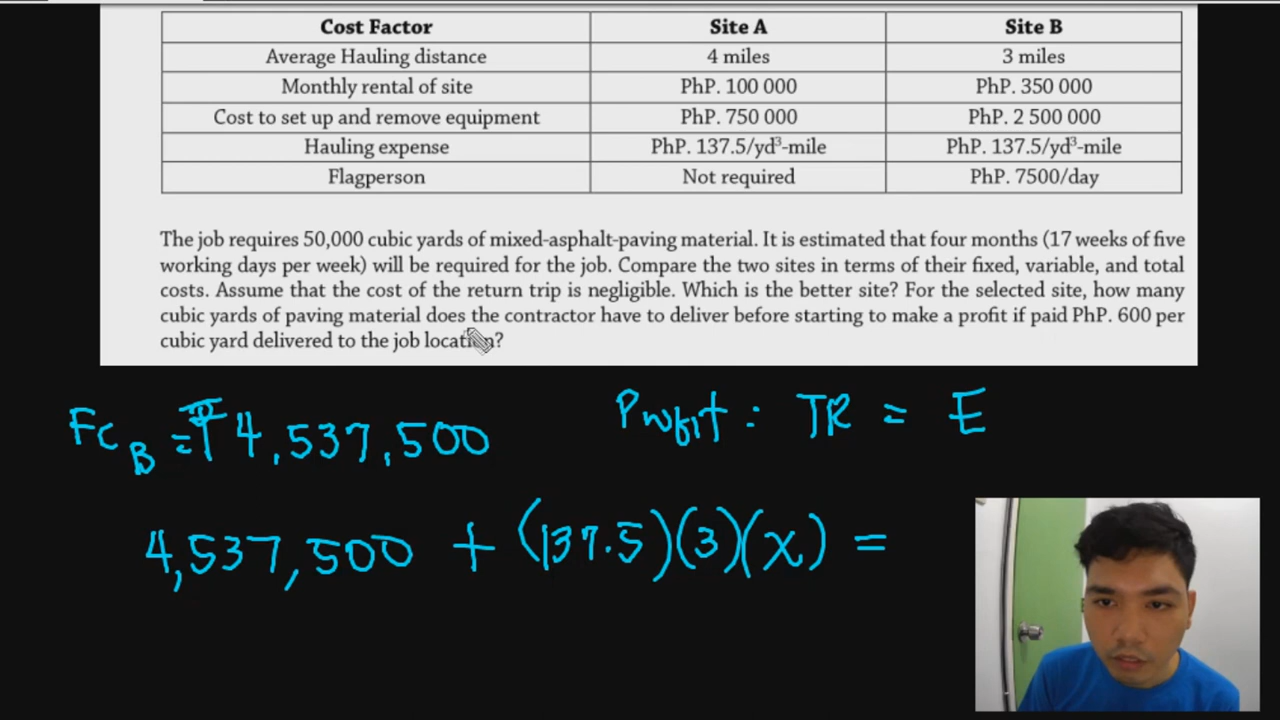 Cost Factor Site A Site B
Average Hauling distance 4 miles 3 miles
Monthly rental of site PhP. 100 000 PhP. 350 000
Cost to set up and remove equipment PhP. 750 000 PhP. 2 500 000
Hauling expense PhP. 137.5/yd³-mile PhP. 137.5/yd³-mile
Flagperson Not required PhP. 7500/day
The job requires 50,000 cubic yards of mixed-asphalt-paving material. It is estimated that four months (17 weeks of five
working days per week) will be required for the job. Compare the two sites in terms of their fixed, variable, and total
costs. Assume that the cost of the return trip is negligible. Which is the better site? For the selected site, how many
cubic yards of paving material does the contractor have to deliver before starting to make a profit if paid PhP. 600 per
cubic yard delivered to the job location?
FC_B = ₱4,537,500 Profit : TR = E
4,537,500 + (137.5)(3)(x) =